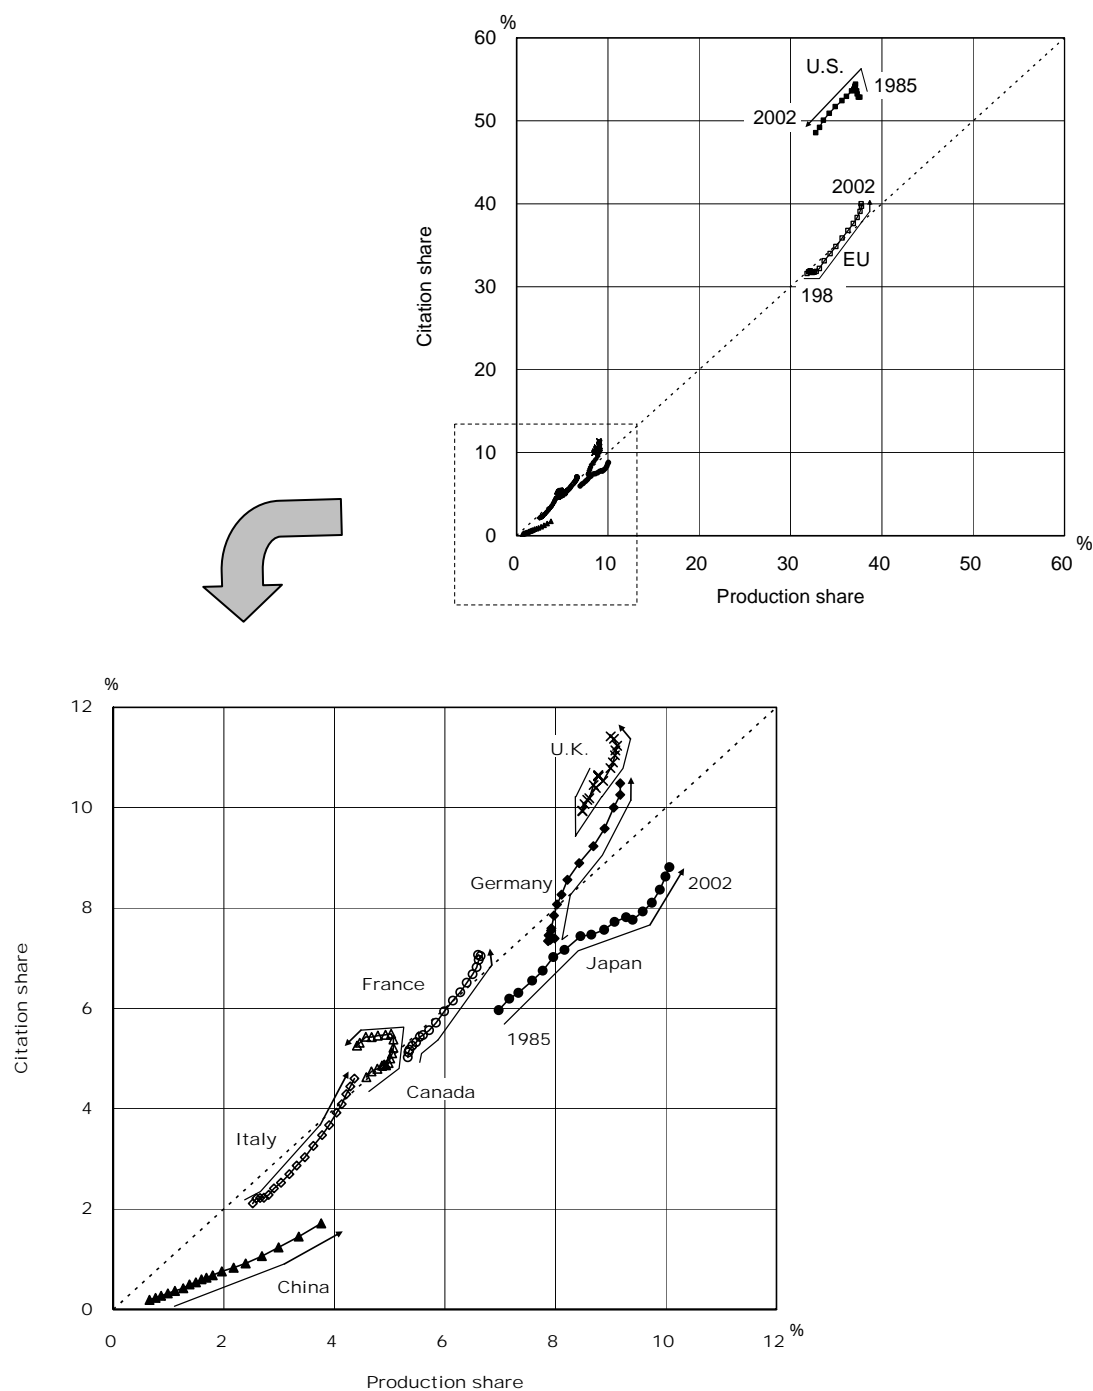 %
60
U.S.
1985
2002
50
2002
40
EU
198
30
Citation share
20
10
0
%
0 10 20 30 40 50 60
Production share
%
12
U.K.
10
Germany
2002
8
Japan
France
6
1985
Canada
4
Italy
2
China
0
Citation share
0 2 4 6 8 10 12 %
Production share